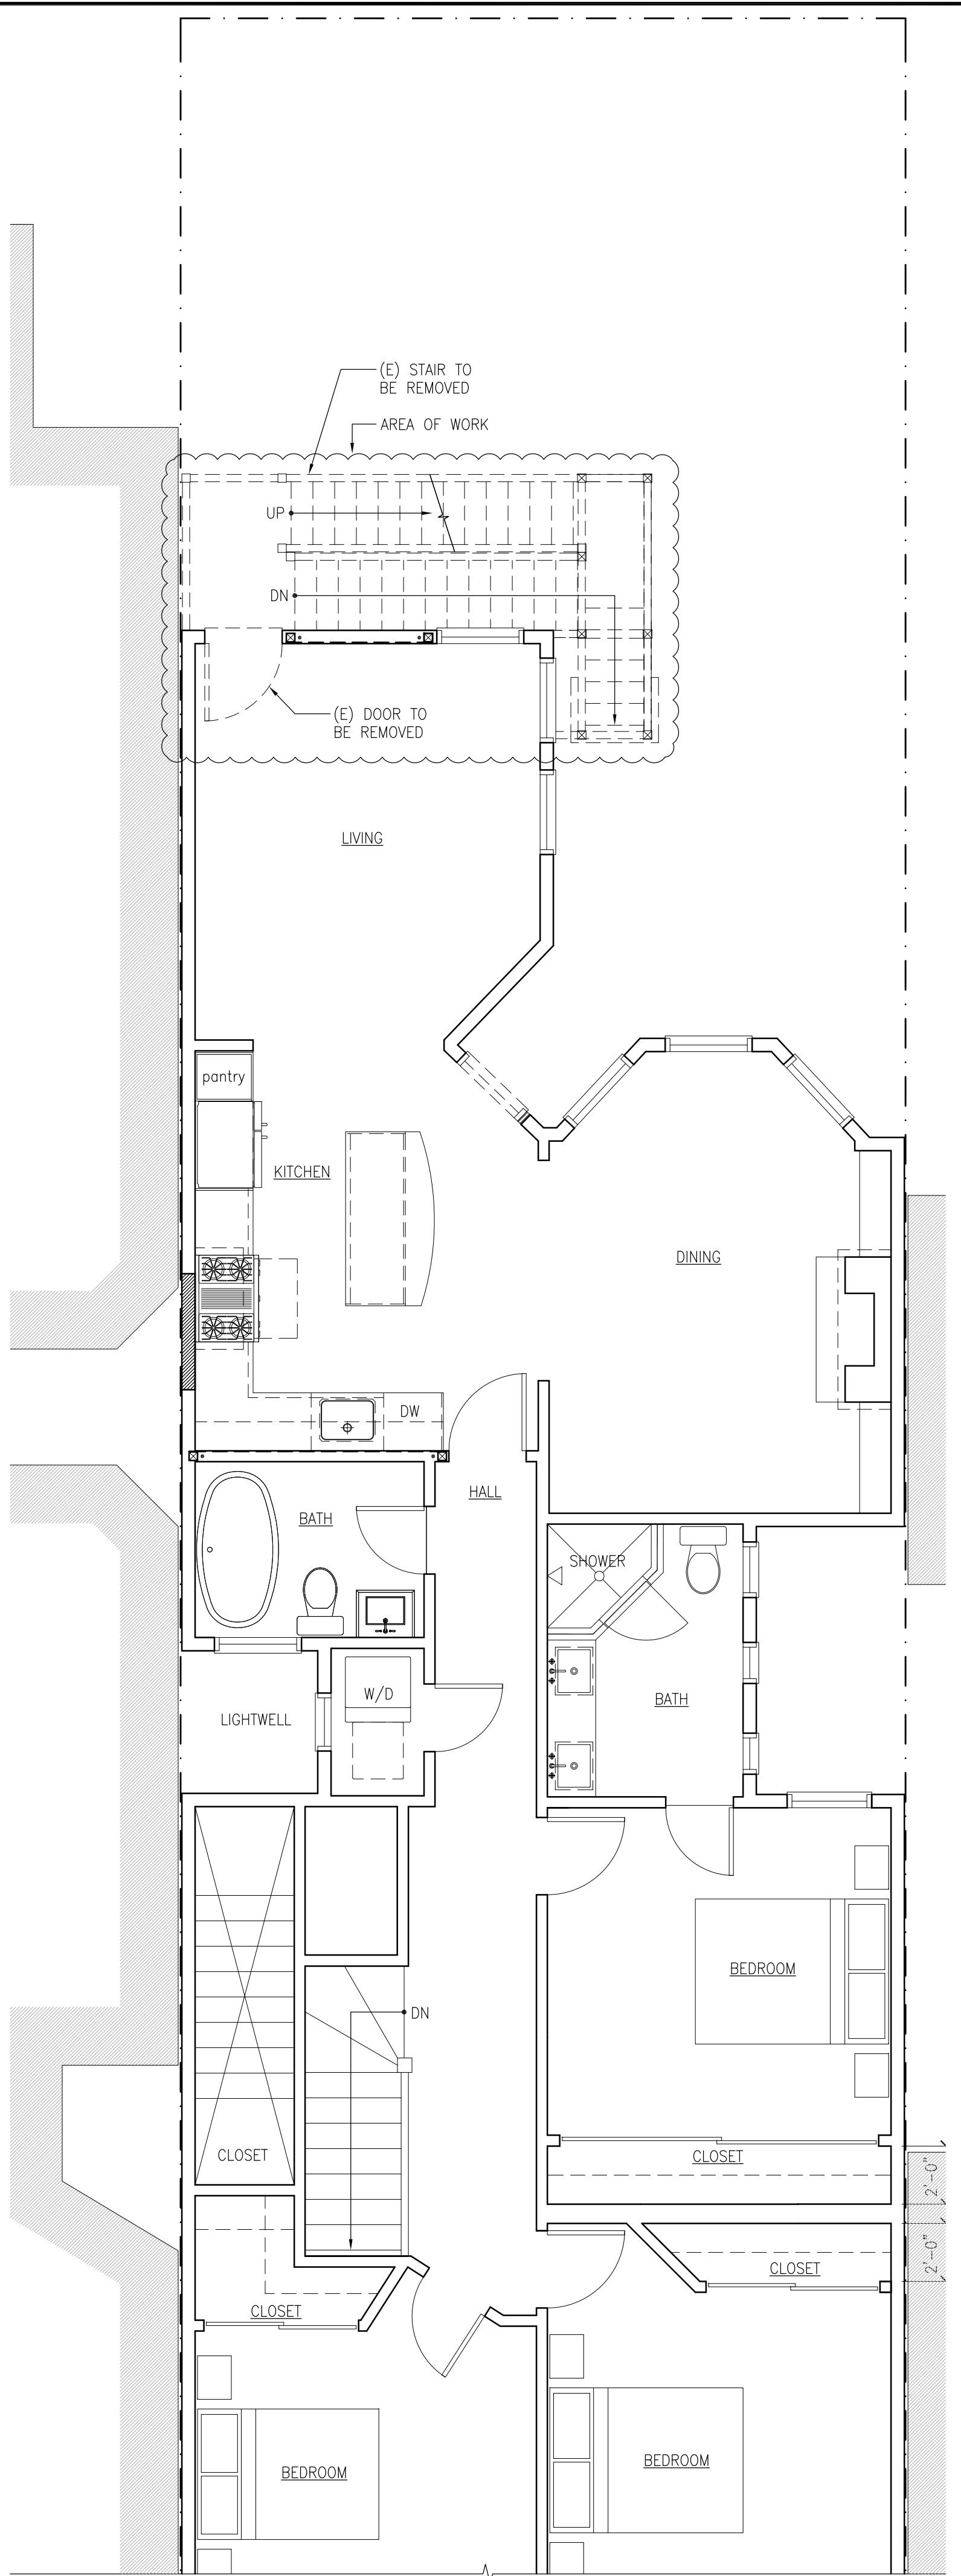 (E) STAIR TO
BE REMOVED
AREA OF WORK
UP
DN
(E) DOOR TO
BE REMOVED
LIVING
pantry
KITCHEN
DINING
DW
HALL
BATH
SHOWER
W/D
BATH
LIGHTWELL
BEDROOM
DN
CLOSET
CLOSET
2'-0"
2'-0"
CLOSET
CLOSET
BEDROOM
BEDROOM